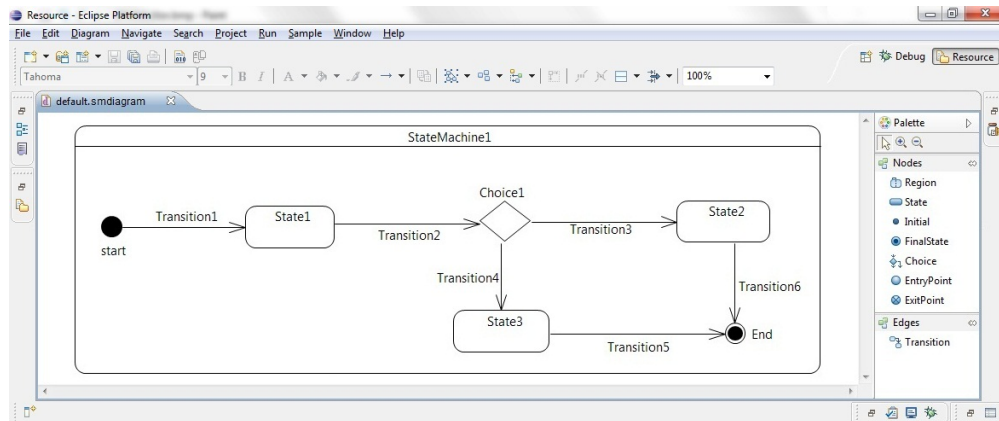 Resource - Eclipse Platform
File Edit Diagram Navigate Search Project Run Sample Window Help
Debug Resource
Tahoma 9 B I A 100%
default.smdiagram
StateMachine1
Choice1
Transition1 State1 State2
Transition2 Transition3
start
Transition4
Transition6
State3
End
Transition5
Palette
Nodes
Region
State
Initial
FinalState
Choice
EntryPoint
ExitPoint
Edges
Transition